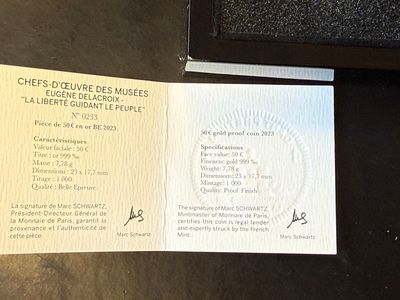 CHEFS-D'ŒUVRE DES MUSÉES
EUGÈNE DELACROIX -
"LA LIBERTÉ GUIDANT LE PEUPLE"
N° 0233
Pièce de 50 € en or BE 2023
Caractéristiques
Valeur faciale : 50 €
Titre : or 999 ‰
Masse : 7,78 g
Dimensions : 23 x 17,7 mm
Tirage : 1 000
Qualité : Belle Epreuve
La signature de Marc SCHWARTZ,
Président-Directeur Général de
la Monnaie de Paris, garantit la
provenance et l'authenticité de
cette pièce.
Marc Schwartz
50 € gold proof coin 2023
Specifications
Face value: 50 €
Fineness: gold 999 ‰
Weight: 7,78 g
Dimensions: 23 x 17,7 mm
Mintage: 1 000
Quality: Proof Finish
The signature of Marc SCHWARTZ,
Mintmaster of Monnaie de Paris,
certifies this coin is legal tender
and expertly struck by the French
Mint.
Marc Schwartz